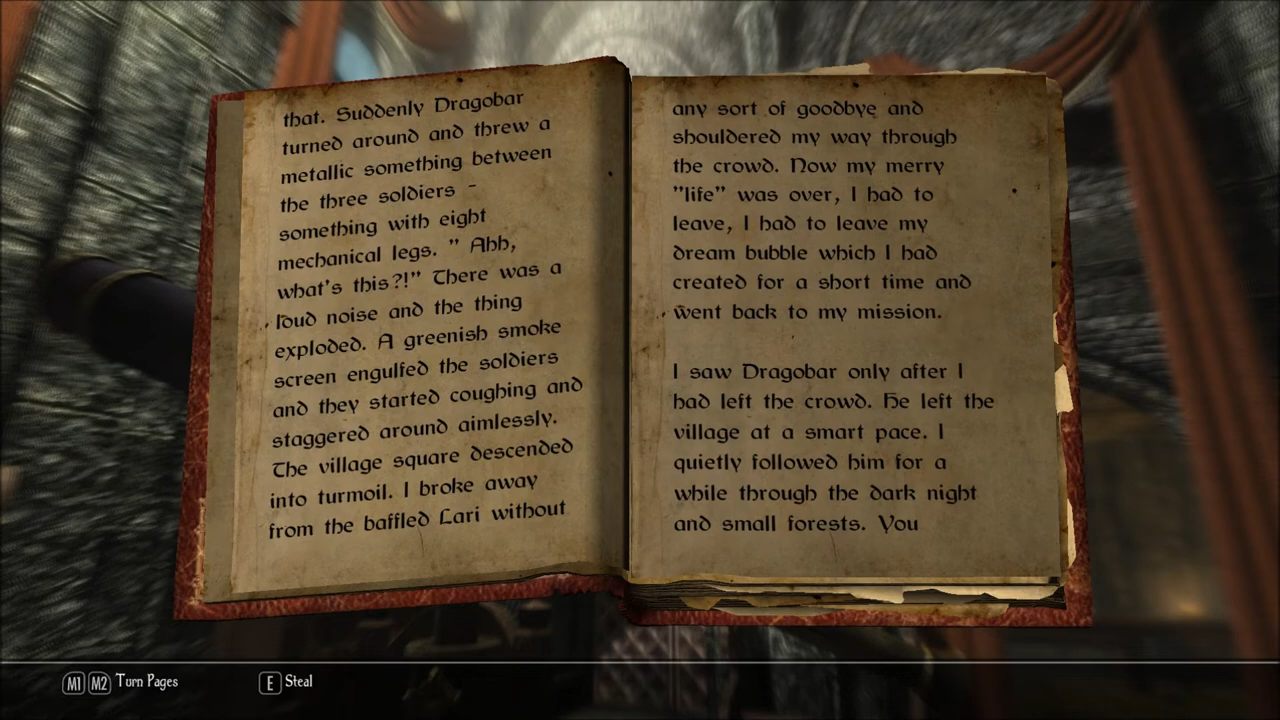 that. Suddenly Dragobar
turned around and threw a
metallic something between
the three soldiers -
something with eight
mechanical legs. " Ahh,
what's this?!" There was a
loud noise and the thing
exploded. A greenish smoke
screen engulfed the soldiers
and they started coughing and
staggered around aimlessly.
The village square descended
into turmoil. I broke away
from the baffled Lari without
any sort of goodbye and
shouldered my way through
the crowd. Now my merry
"life" was over, I had to
leave, I had to leave my
dream bubble which I had
created for a short time and
went back to my mission.
I saw Dragobar only after I
had left the crowd. He left the
village at a smart pace. I
quietly followed him for a
while through the dark night
and small forests. You
M1 M2 Turn Pages
E Steal